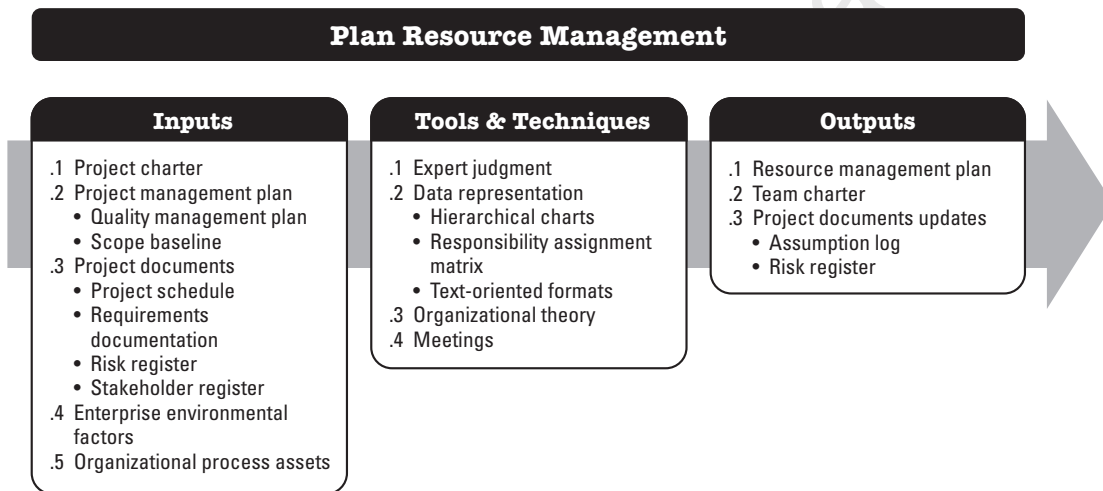 Plan Resource Management
Inputs
.1 Project charter
.2 Project management plan
• Quality management plan
• Scope baseline
.3 Project documents
• Project schedule
• Requirements
documentation
• Risk register
• Stakeholder register
.4 Enterprise environmental
factors
.5 Organizational process assets
Tools & Techniques
.1 Expert judgment
.2 Data representation
• Hierarchical charts
• Responsibility assignment
matrix
• Text-oriented formats
.3 Organizational theory
.4 Meetings
Outputs
.1 Resource management plan
.2 Team charter
.3 Project documents updates
• Assumption log
• Risk register